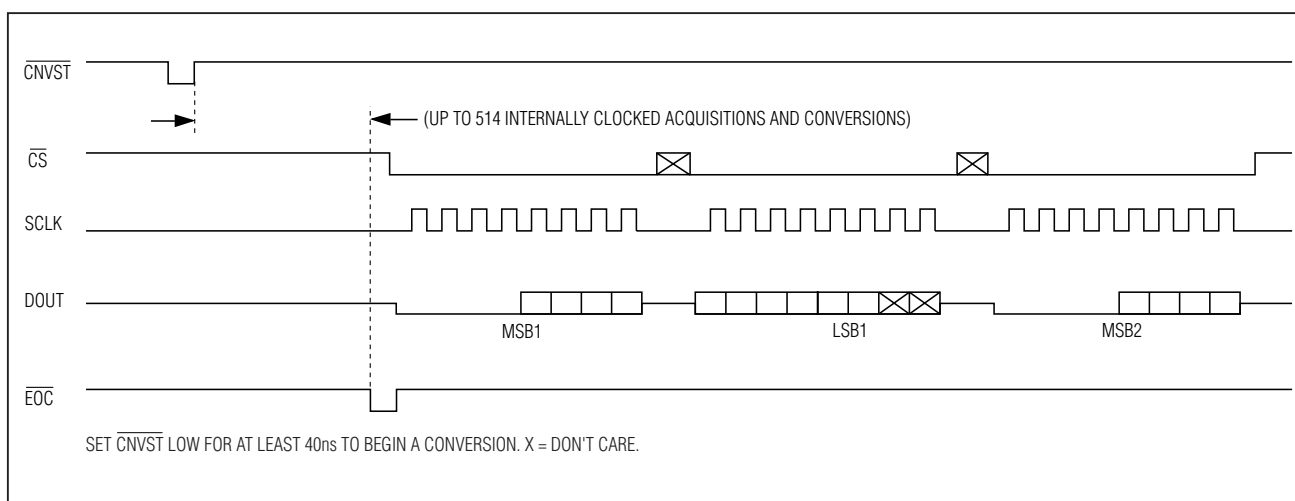 CNVST
(UP TO 514 INTERNALLY CLOCKED ACQUISITIONS AND CONVERSIONS)
CS
SCLK
DOUT
MSB1
LSB1
MSB2
EOC
SET CNVST LOW FOR AT LEAST 40ns TO BEGIN A CONVERSION. X = DON'T CARE.